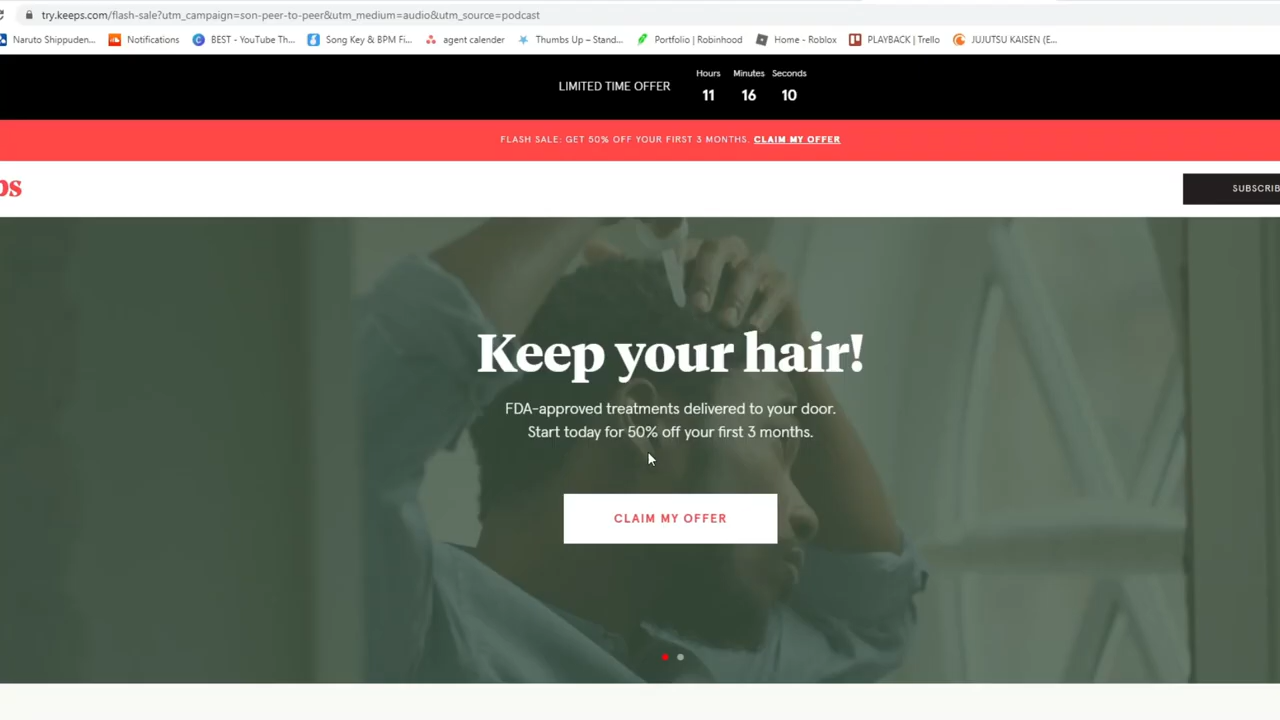 try.keeps.com/flash-sale?utm_campaign=son-peer-to-peer&utm_medium=audio&utm_source=podcast
Naruto Shippuden... Notifications BEST - YouTube Th... Song Key & BPM Fi... agent calender Thumbs Up – Stand... Portfolio | Robinhood Home - Roblox PLAYBACK | Trello JUJUTSU KAISEN (E...
Hours Minutes Seconds
LIMITED TIME OFFER 11 16 10
FLASH SALE: GET 50% OFF YOUR FIRST 3 MONTHS. CLAIM MY OFFER
ps SUBSCRIB
Keep your hair!
FDA-approved treatments delivered to your door.
Start today for 50% off your first 3 months.
CLAIM MY OFFER